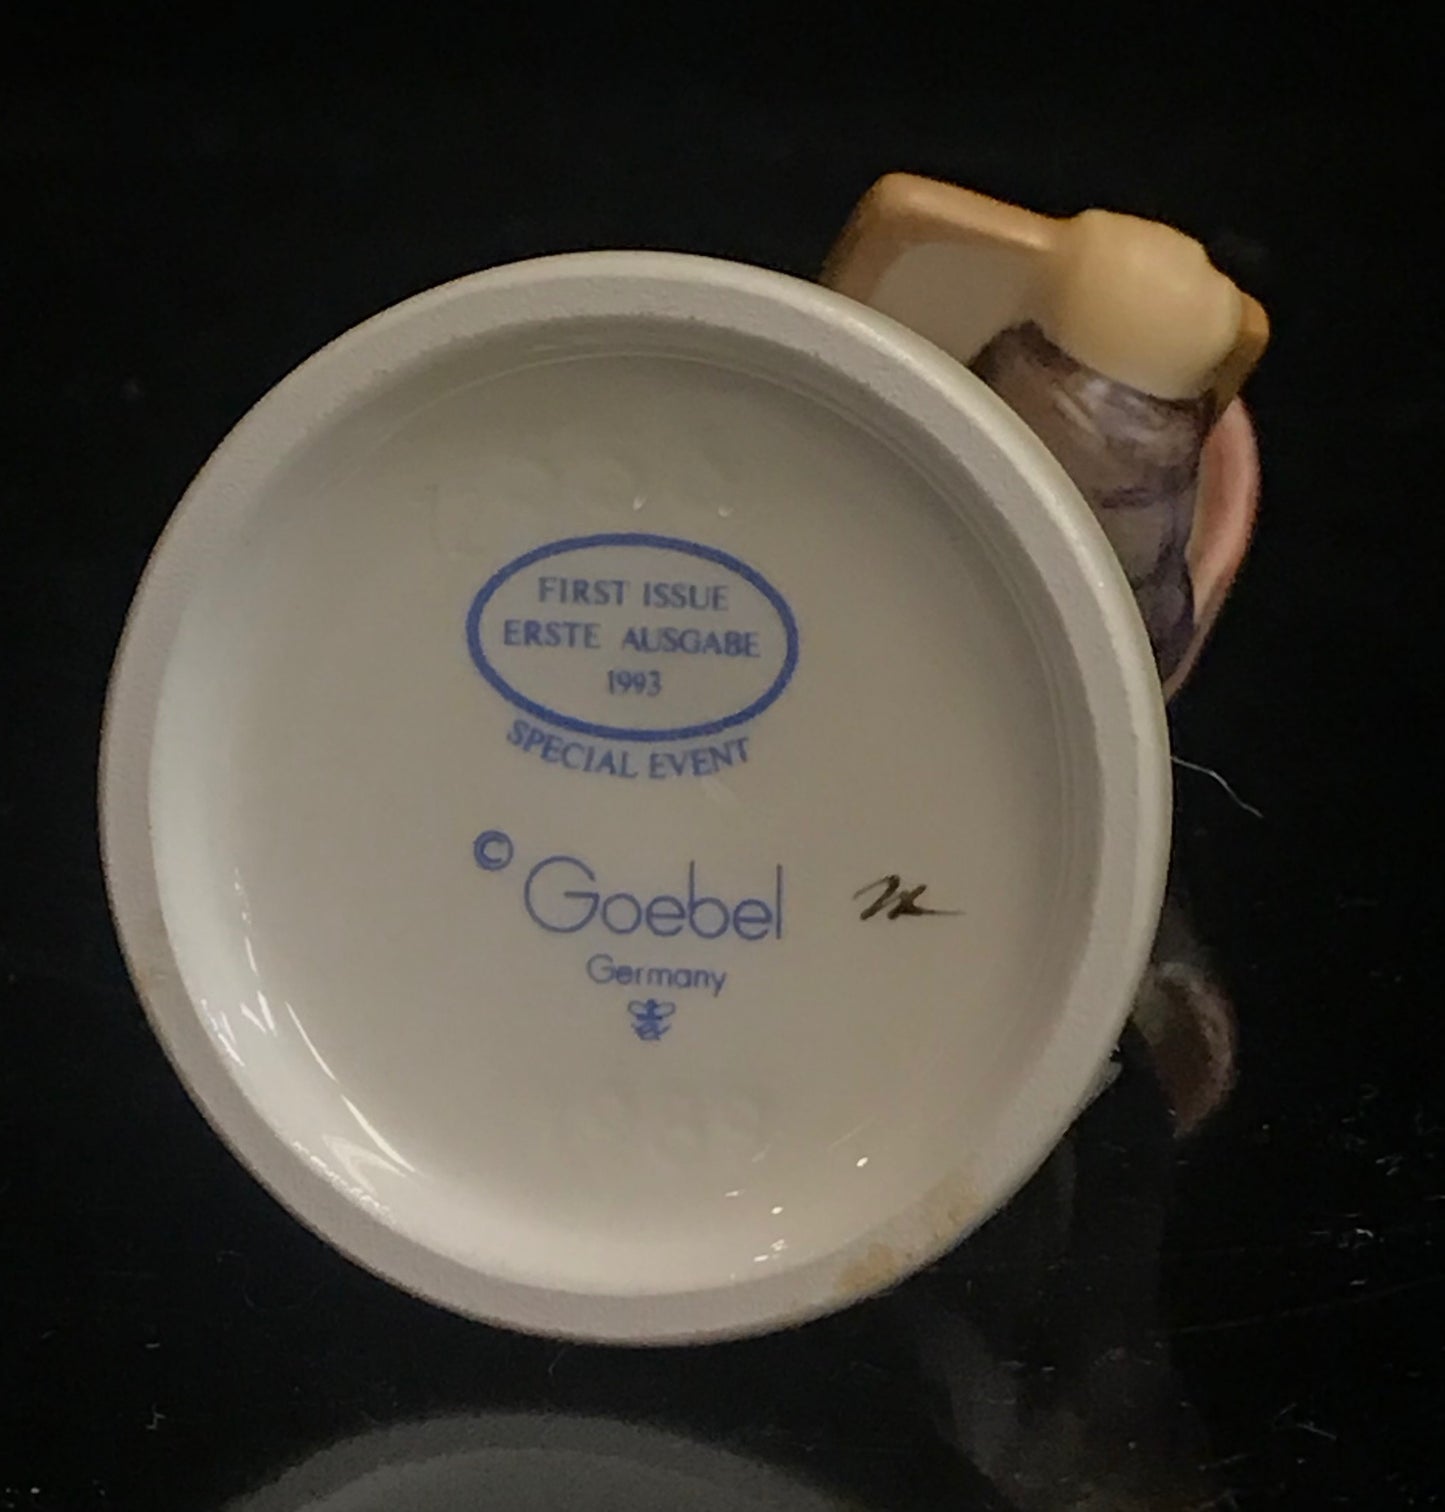 FIRST ISSUE
ERSTE AUSGABE
1993
SPECIAL EVENT
© Goebel
Germany